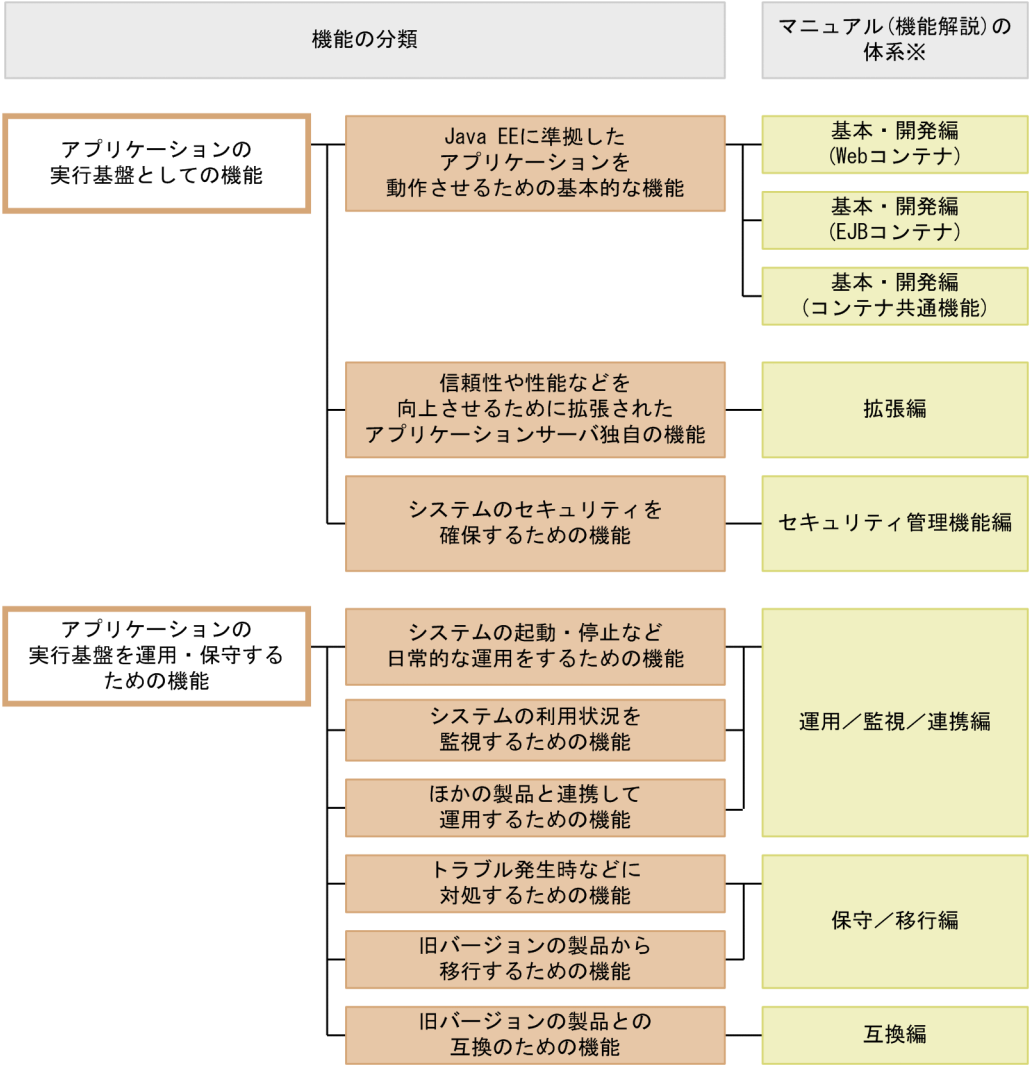 機能の分類
マニュアル(機能解説)の
体系※
アプリケーションの
実行基盤としての機能
Java EEに準拠した
アプリケーションを
動作させるための基本的な機能
基本・開発編
(Webコンテナ)
基本・開発編
(EJBコンテナ)
基本・開発編
(コンテナ共通機能)
信頼性や性能などを
向上させるために拡張された
アプリケーションサーバ独自の機能
拡張編
システムのセキュリティを
確保するための機能
セキュリティ管理機能編
アプリケーションの
実行基盤を運用・保守する
ための機能
システムの起動・停止など
日常的な運用をするための機能
システムの利用状況を
監視するための機能
ほかの製品と連携して
運用するための機能
運用／監視／連携編
トラブル発生時などに
対処するための機能
旧バージョンの製品から
移行するための機能
保守／移行編
旧バージョンの製品との
互換のための機能
互換編